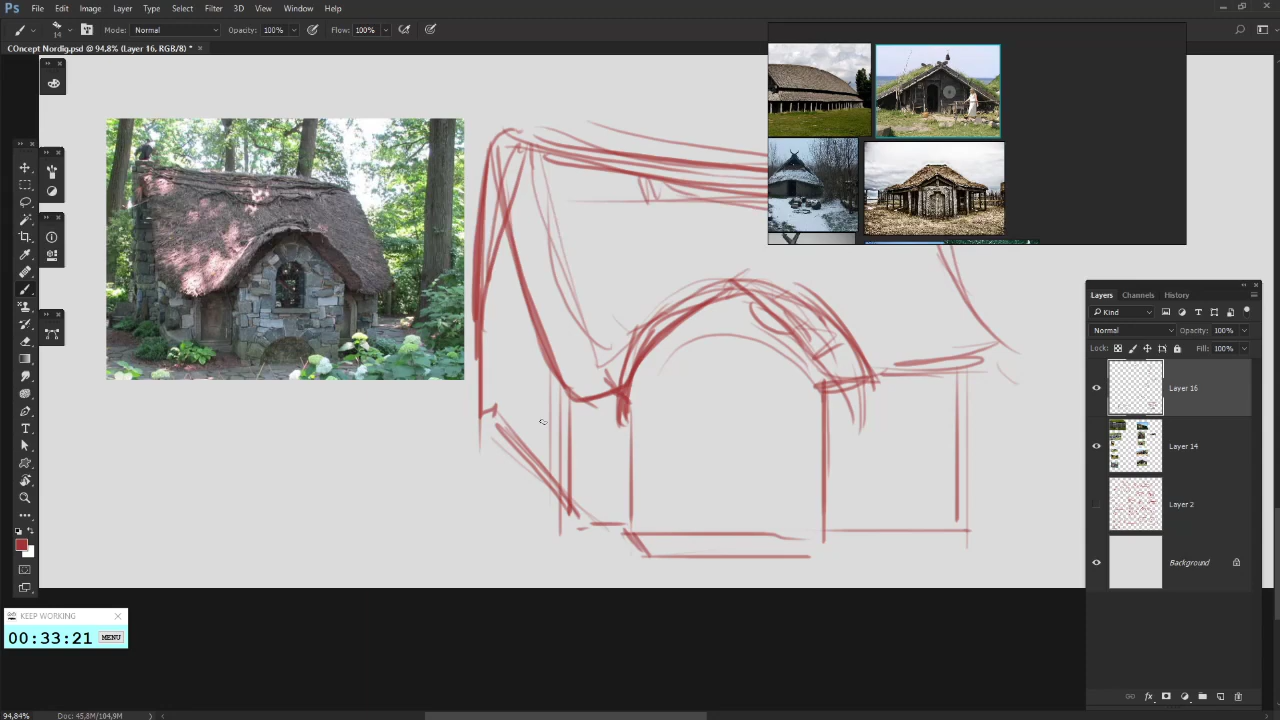 Ps File Edit Image Layer Type Select Filter 3D View Window Help
14 Mode: Normal Opacity: 100% Flow: 100%
COncept Nordig.psd @ 94,8% (Layer 16, RGB/8) *
Layers Channels History
Kind
Normal Opacity: 100%
Lock: Fill: 100%
Layer 16
Layer 14
Layer 2
Background
KEEP WORKING
00:33:21 MENU
94,84% Doc: 45,8M/104,9M